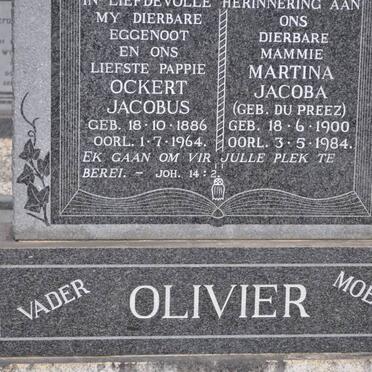 IN LIEFDEVOLLE HERINNERING AAN
MY DIERBARE
EGGENOOT
EN ONS
LIEFSTE PAPPIE
OCKERT
JACOBUS
GEB. 18·10·1886
OORL. 1·7·1964.
ONS
DIERBARE
MAMMIE
MARTINA
JACOBA
(GEB. DU PREEZ)
GEB. 18·6·1900
OORL. 3·5·1984.
EK GAAN OM VIR JULLE PLEK TE
BEREI. – JOH. 14:2.
VADER OLIVIER MOE